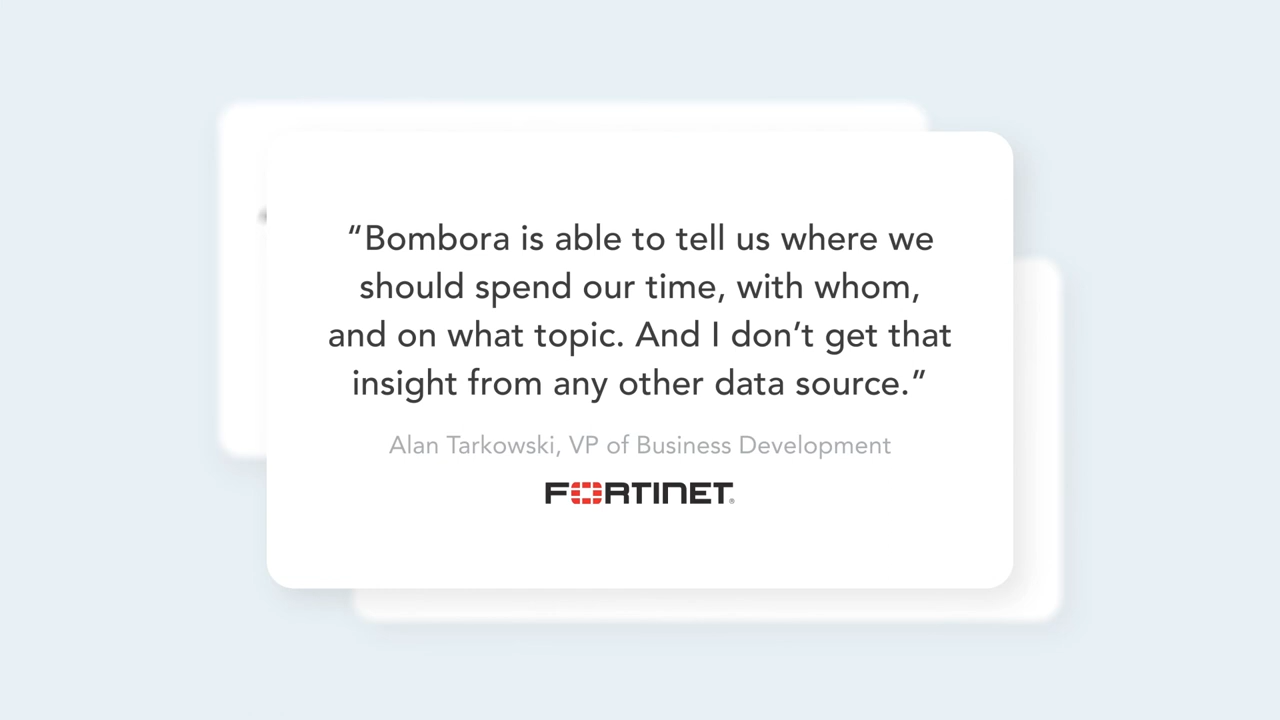 “Bombora is able to tell us where we
should spend our time, with whom,
and on what topic. And I don’t get that
insight from any other data source.”
Alan Tarkowski, VP of Business Development
FORTINET®